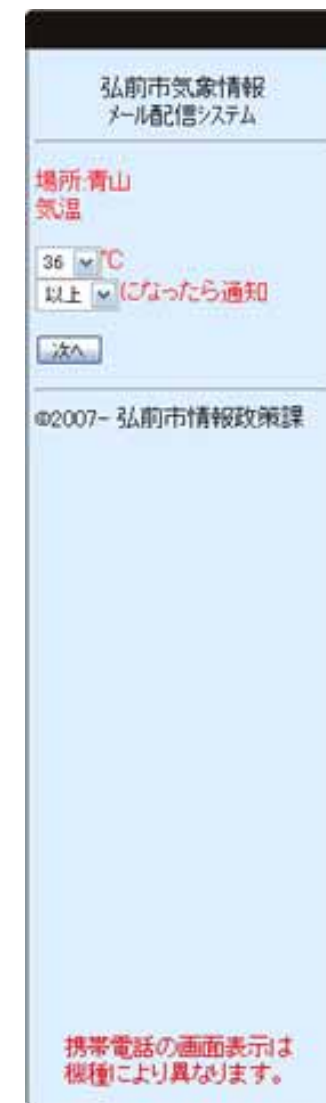 弘前市気象情報
メール配信システム
場所:青山
気温
36 ℃
以上 になったら通知
次へ
©2007- 弘前市情報政策課
携帯電話の画面表示は
機種により異なります。